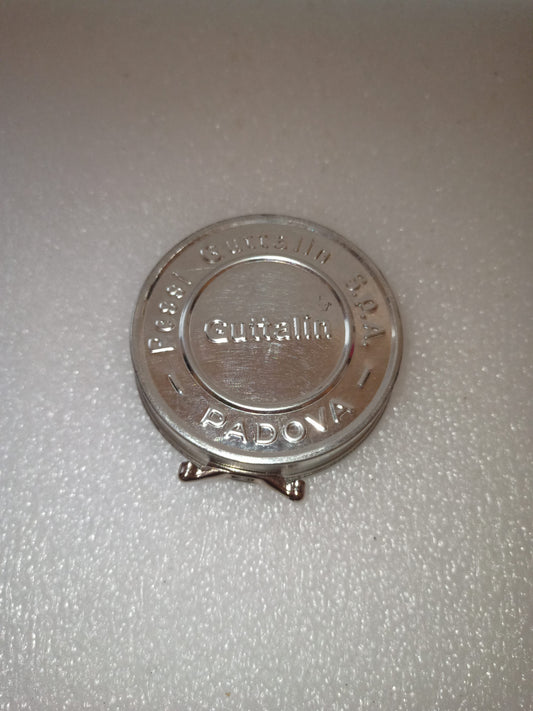 Pessi Guttalin S.p.A.
Guttalin
- PADOVA -